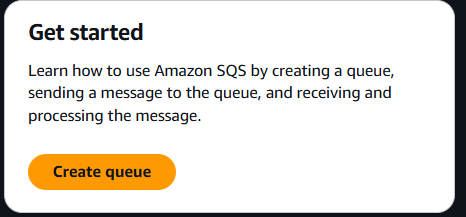 Get started
Learn how to use Amazon SQS by creating a queue,
sending a message to the queue, and receiving and
processing the message.
Create queue